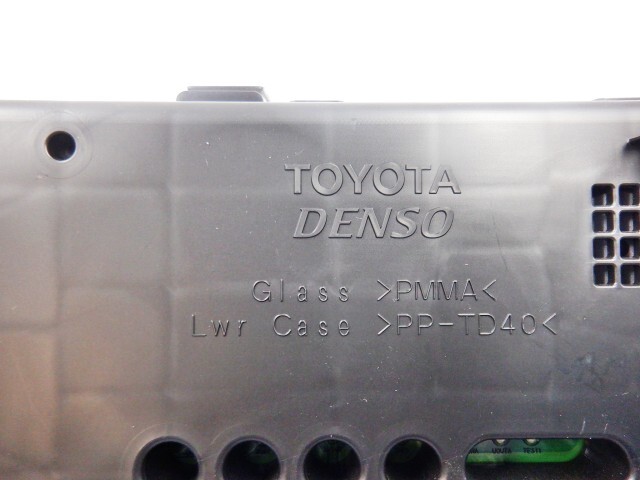 TOYOTA
DENSO
Glass >PMMA<
Lwr Case >PP-TD40<